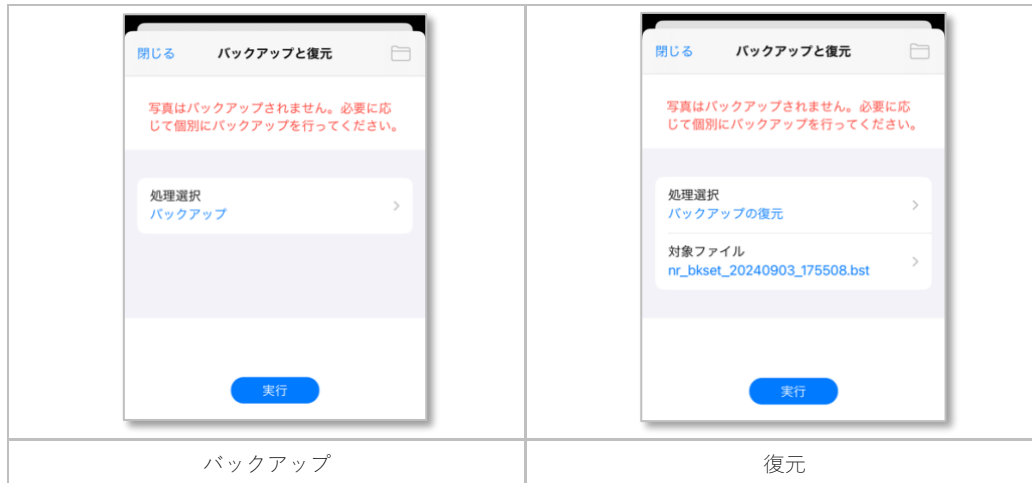 閉じる
バックアップと復元
写真はバックアップされません。必要に応
じて個別にバックアップを行ってください。
処理選択
バックアップ
実行
バックアップ
閉じる
バックアップと復元
写真はバックアップされません。必要に応
じて個別にバックアップを行ってください。
処理選択
バックアップの復元
対象ファイル
nr_bkset_20240903_175508.bst
実行
復元